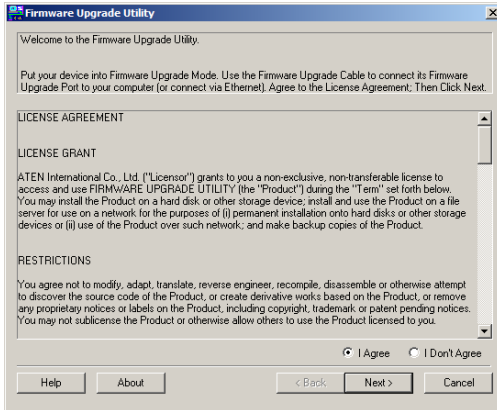 Firmware Upgrade Utility
Welcome to the Firmware Upgrade Utility.
Put your device into Firmware Upgrade Mode. Use the Firmware Upgrade Cable to connect its Firmware
Upgrade Port to your computer (or connect via Ethernet). Agree to the License Agreement; Then Click Next.
LICENSE AGREEMENT
LICENSE GRANT
ATEN International Co., Ltd. ("Licensor") grants to you a non-exclusive, non-transferable license to
access and use FIRMWARE UPGRADE UTILITY (the "Product") during the "Term" set forth below.
You may install the Product on a hard disk or other storage device; install and use the Product on a file
server for use on a network for the purposes of (i) permanent installation onto hard disks or other storage
devices or (ii) use of the Product over such network; and make backup copies of the Product.
RESTRICTIONS
You agree not to modify, adapt, translate, reverse engineer, recompile, disassemble or otherwise attempt
to discover the source code of the Product, or create derivative works based on the Product, or remove
any proprietary notices or labels on the Product, including copyright, trademark or patent pending notices.
You may not sublicense the Product or otherwise allow others to use the Product licensed to you.
I Agree I Don't Agree
Help About < Back Next > Cancel